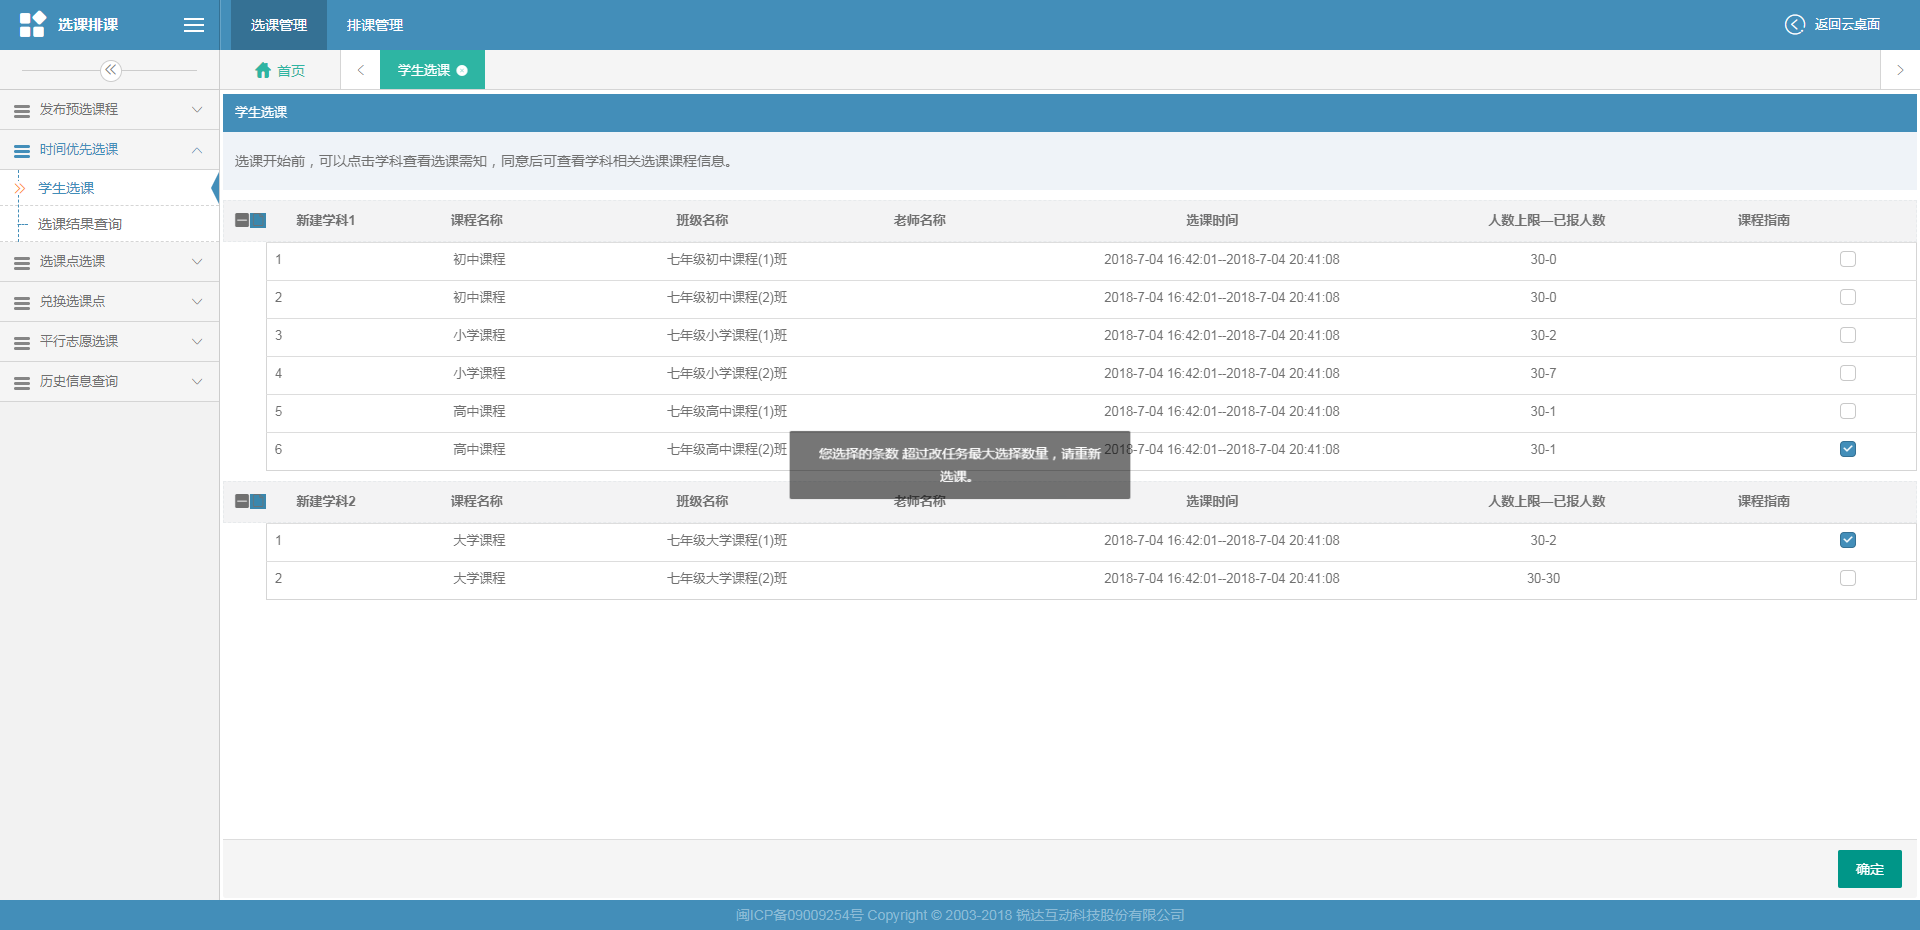 选课排课
选课管理
排课管理
返回云桌面
首页
学生选课
发布预选课程
时间优先选课
学生选课
选课结果查询
选课点选课
兑换选课点
平行志愿选课
历史信息查询
学生选课
选课开始前，可以点击学科查看选课需知，同意后可查看学科相关选课课程信息。
新建学科1 课程名称 班级名称 老师名称 选课时间 人数上限—已报人数 课程指南
1 初中课程 七年级初中课程(1)班 2018-7-04 16:42:01--2018-7-04 20:41:08 30-0
2 初中课程 七年级初中课程(2)班 2018-7-04 16:42:01--2018-7-04 20:41:08 30-0
3 小学课程 七年级小学课程(1)班 2018-7-04 16:42:01--2018-7-04 20:41:08 30-2
4 小学课程 七年级小学课程(2)班 2018-7-04 16:42:01--2018-7-04 20:41:08 30-7
5 高中课程 七年级高中课程(1)班 2018-7-04 16:42:01--2018-7-04 20:41:08 30-1
6 高中课程 七年级高中课程(2)班 2018-7-04 16:42:01--2018-7-04 20:41:08 30-1
您选择的条数 超过改任务最大选择数量，请重新
选课。
新建学科2 课程名称 班级名称 老师名称 选课时间 人数上限—已报人数 课程指南
1 大学课程 七年级大学课程(1)班 2018-7-04 16:42:01--2018-7-04 20:41:08 30-2
2 大学课程 七年级大学课程(2)班 2018-7-04 16:42:01--2018-7-04 20:41:08 30-30
确定
闽ICP备09009254号 Copyright © 2003-2018 锐达互动科技股份有限公司